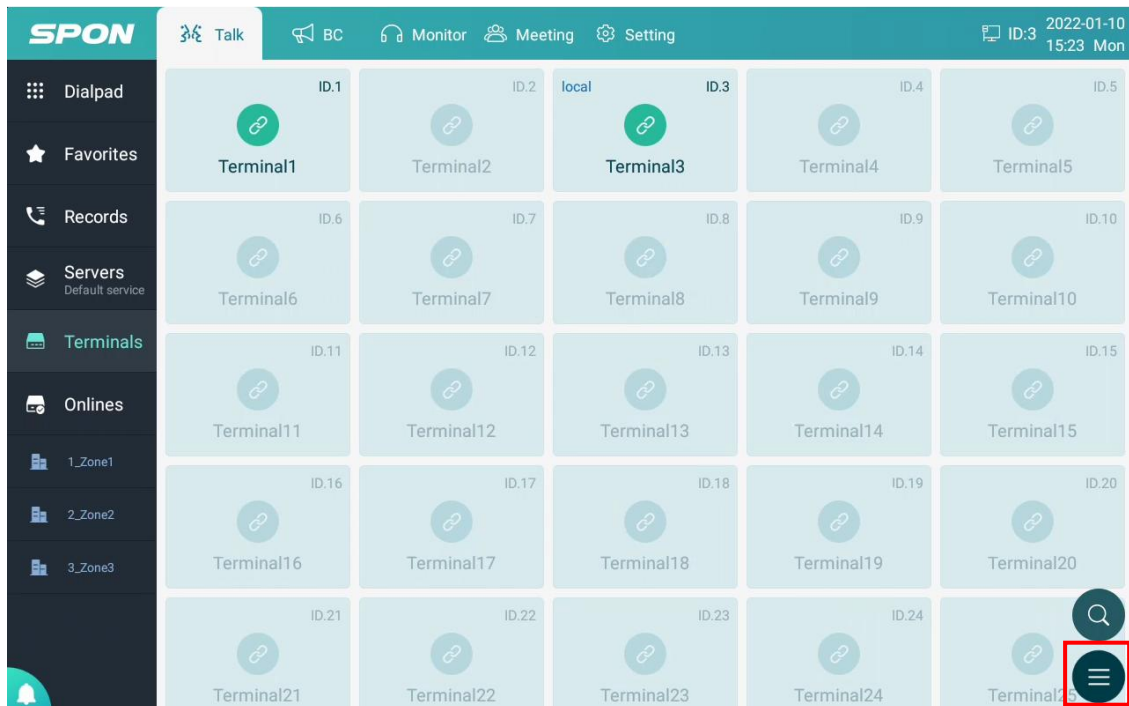 SPON
Talk
BC
Monitor
Meeting
Setting
ID:3
2022-01-10
15:23 Mon
Dialpad
Favorites
Records
Servers
Default service
Terminals
Onlines
1_Zone1
2_Zone2
3_Zone3
ID.1
Terminal1
ID.2
Terminal2
local
ID.3
Terminal3
ID.4
Terminal4
ID.5
Terminal5
ID.6
Terminal6
ID.7
Terminal7
ID.8
Terminal8
ID.9
Terminal9
ID.10
Terminal10
ID.11
Terminal11
ID.12
Terminal12
ID.13
Terminal13
ID.14
Terminal14
ID.15
Terminal15
ID.16
Terminal16
ID.17
Terminal17
ID.18
Terminal18
ID.19
Terminal19
ID.20
Terminal20
ID.21
Terminal21
ID.22
Terminal22
ID.23
Terminal23
ID.24
Terminal24
Terminal25